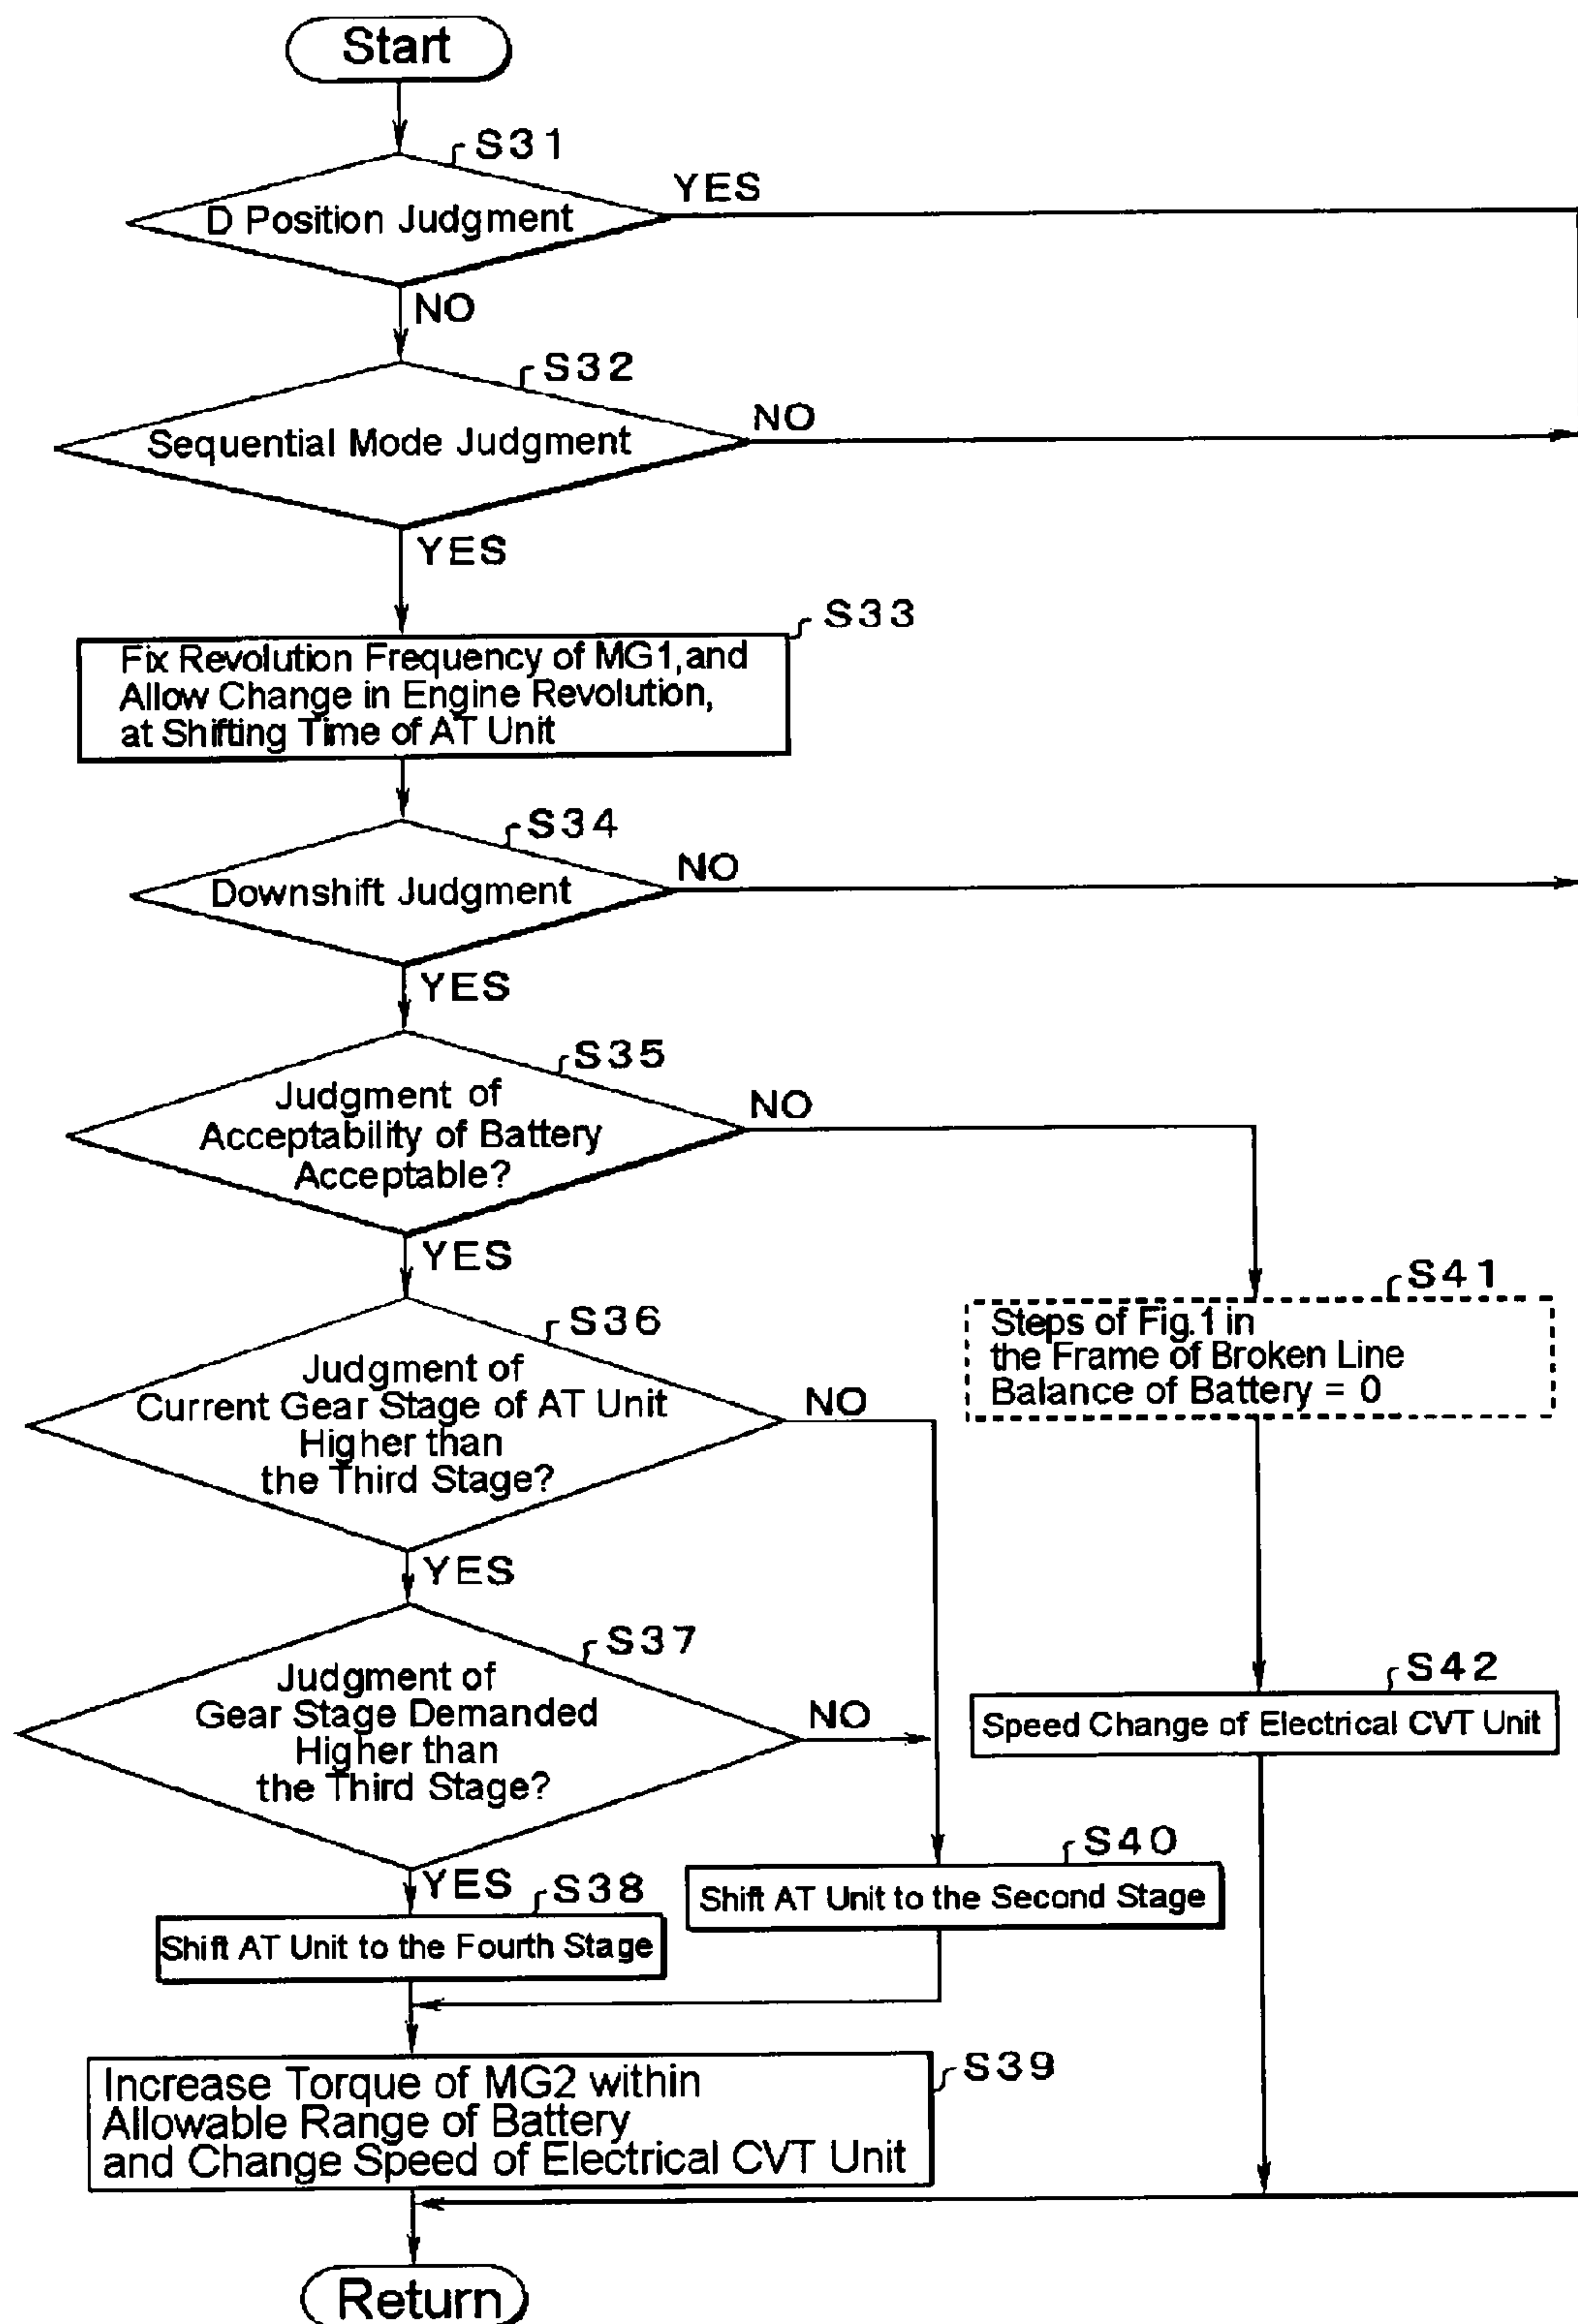 Start
S31
D Position Judgment
YES
NO
S32
Sequential Mode Judgment
NO
YES
S33
Fix Revolution Frequency of MG1,and
Allow Change in Engine Revolution,
at Shifting Time of AT Unit
S34
Downshift Judgment
NO
YES
S35
Judgment of
Acceptability of Battery
Acceptable?
NO
YES
S41
Steps of Fig.1 in
the Frame of Broken Line
Balance of Battery = 0
S36
Judgment of
Current Gear Stage of AT Unit
Higher than
the Third Stage?
NO
YES
S37
Judgment of
Gear Stage Demanded
Higher than
the Third Stage?
NO
S42
Speed Change of Electrical CVT Unit
YES
S38
Shift AT Unit to the Fourth Stage
S40
Shift AT Unit to the Second Stage
S39
Increase Torque of MG2 within
Allowable Range of Battery
and Change Speed of Electrical CVT Unit
Return